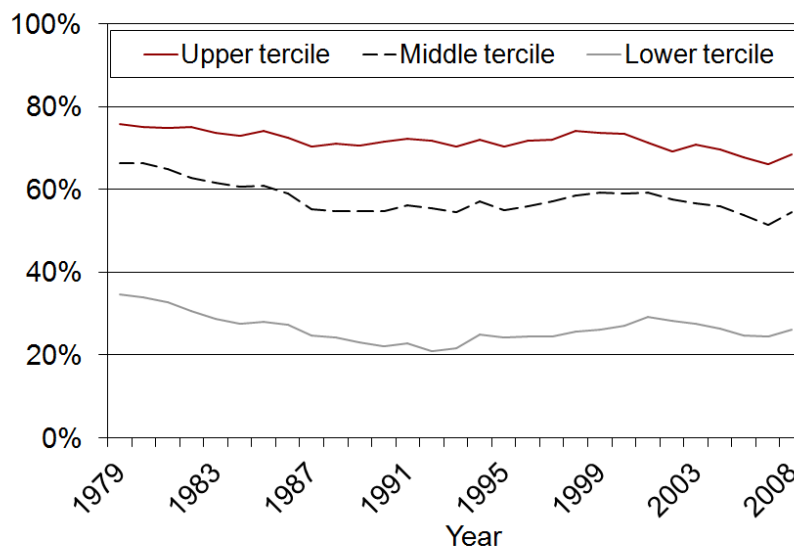 100%
Upper tercile Middle tercile Lower tercile
80%
60%
40%
20%
0%
1979 1983 1987 1991 1995 1999 2003 2008
Year